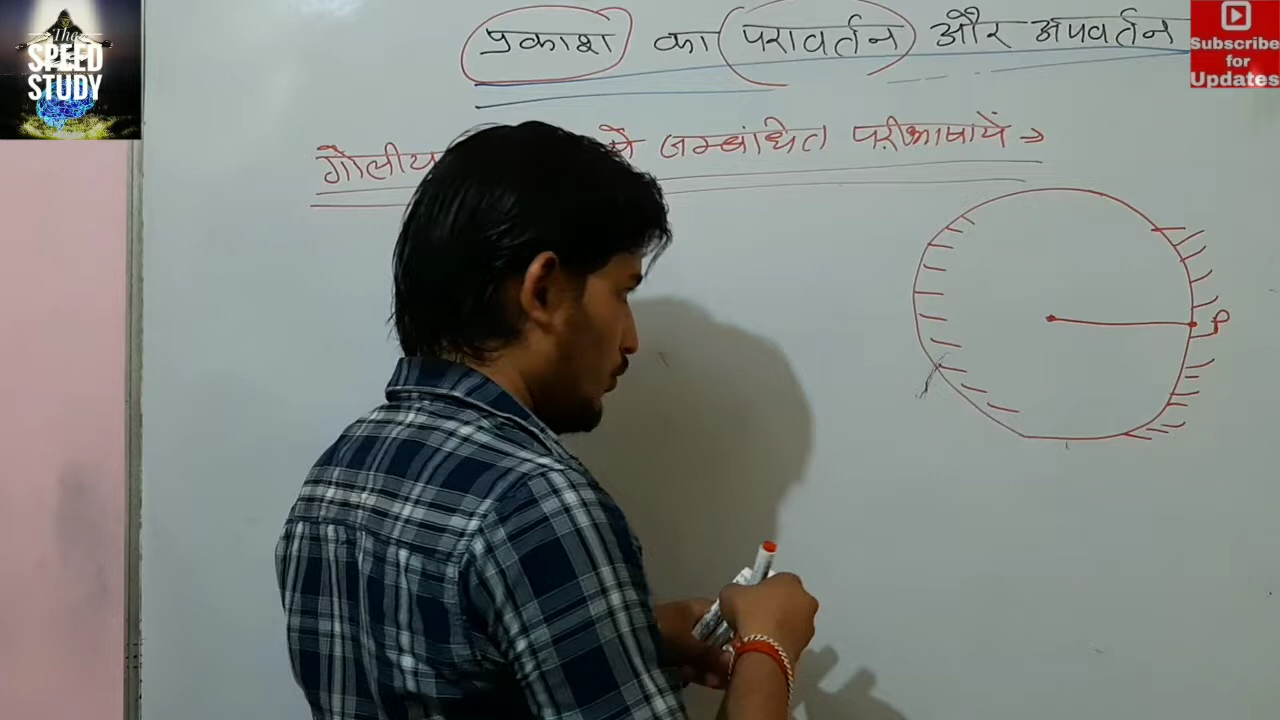 The
SPEED
STUDY
प्रकाश का परावर्तन और अपवर्तन
Subscribe
for
Updates
गोलीय से सम्बंधित परीभाषायें →
P